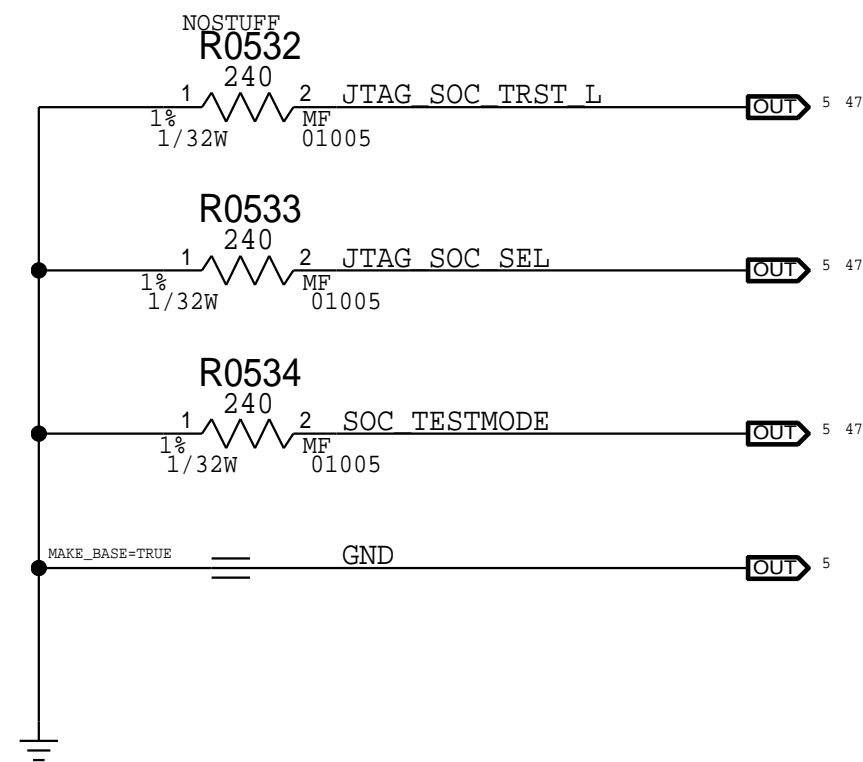 NOSTUFF
R0532
240
1 2 JTAG_SOC_TRST_L OUT 5 47
1% MF
1/32W 01005
R0533
240
1 2 JTAG_SOC_SEL OUT 5 47
1% MF
1/32W 01005
R0534
240
1 2 SOC_TESTMODE OUT 5 47
1% MF
1/32W 01005
MAKE_BASE=TRUE GND OUT 5